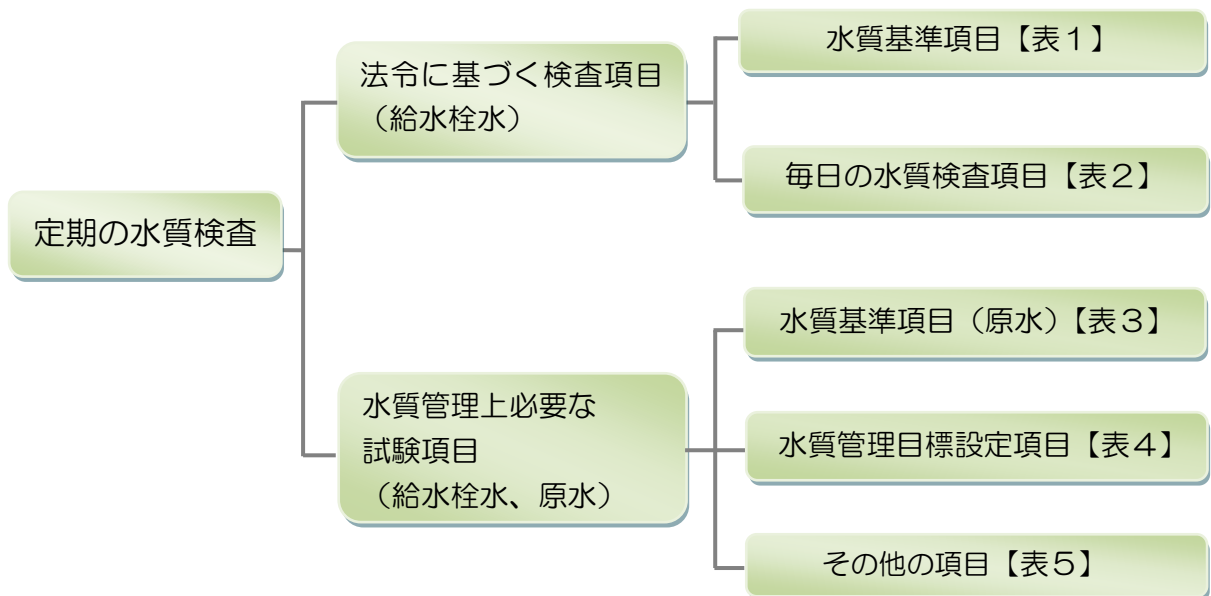 定期の水質検査
法令に基づく検査項目
（給水栓水）
水質基準項目【表１】
毎日の水質検査項目【表２】
水質管理上必要な
試験項目
（給水栓水、原水）
水質基準項目（原水）【表３】
水質管理目標設定項目【表４】
その他の項目【表５】